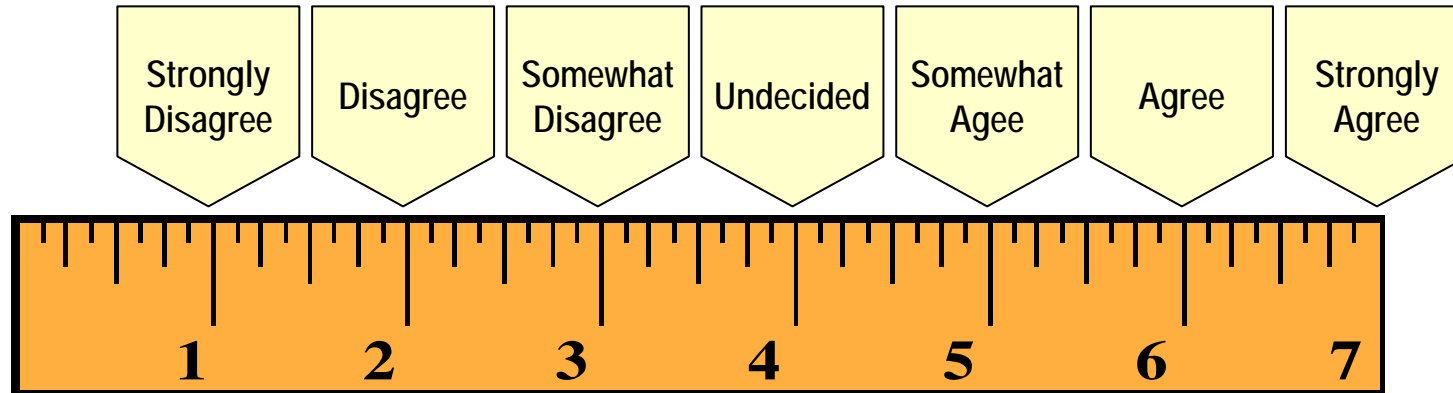 Strongly
Disagree
Disagree
Somewhat
Disagree
Undecided
Somewhat
Agee
Agree
Strongly
Agree
1 2 3 4 5 6 7